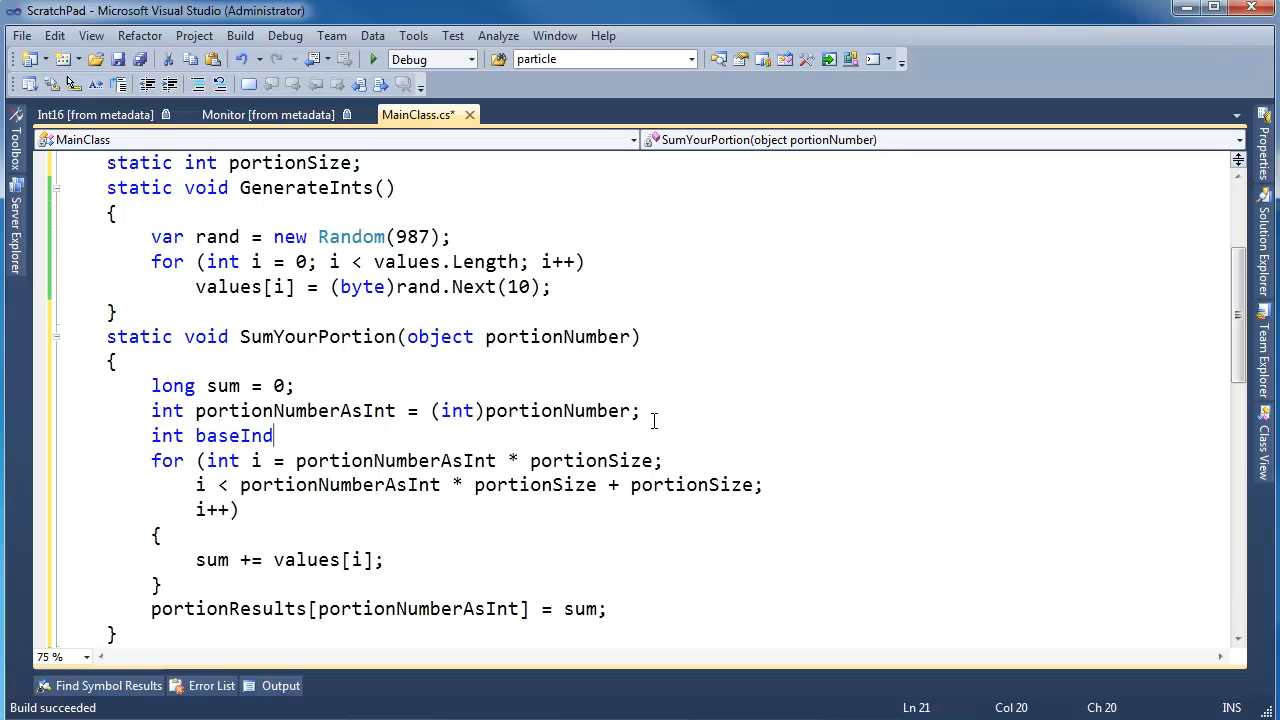 ScratchPad - Microsoft Visual Studio (Administrator)
File Edit View Refactor Project Build Debug Team Data Tools Test Analyze Window Help
Debug particle
Int16 [from metadata] Monitor [from metadata] MainClass.cs*
MainClass SumYourPortion(object portionNumber)
static int portionSize;
static void GenerateInts()
{
var rand = new Random(987);
for (int i = 0; i < values.Length; i++)
values[i] = (byte)rand.Next(10);
}
static void SumYourPortion(object portionNumber)
{
long sum = 0;
int portionNumberAsInt = (int)portionNumber;
int baseInd
for (int i = portionNumberAsInt * portionSize;
i < portionNumberAsInt * portionSize + portionSize;
i++)
{
sum += values[i];
}
portionResults[portionNumberAsInt] = sum;
}
75 %
Toolbox
Server Explorer
Properties
Solution Explorer
Team Explorer
Class View
Find Symbol Results Error List Output
Build succeeded Ln 21 Col 20 Ch 20 INS